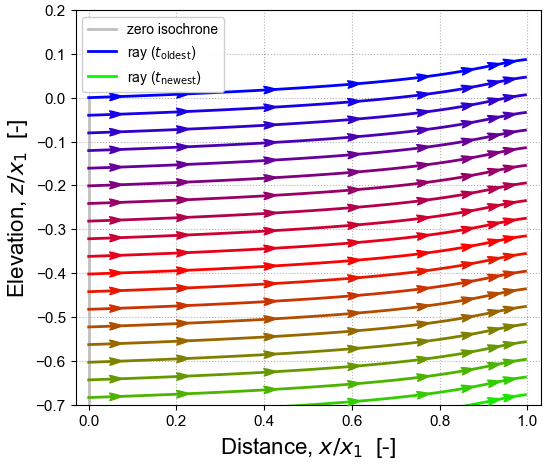 zero isochrone
ray (t_oldest)
ray (t_newest)
0.2
0.1
0.0
−0.1
−0.2
−0.3
−0.4
−0.5
−0.6
−0.7
Elevation, z/x₁ [-]
0.0 0.2 0.4 0.6 0.8 1.0
Distance, x/x₁ [-]